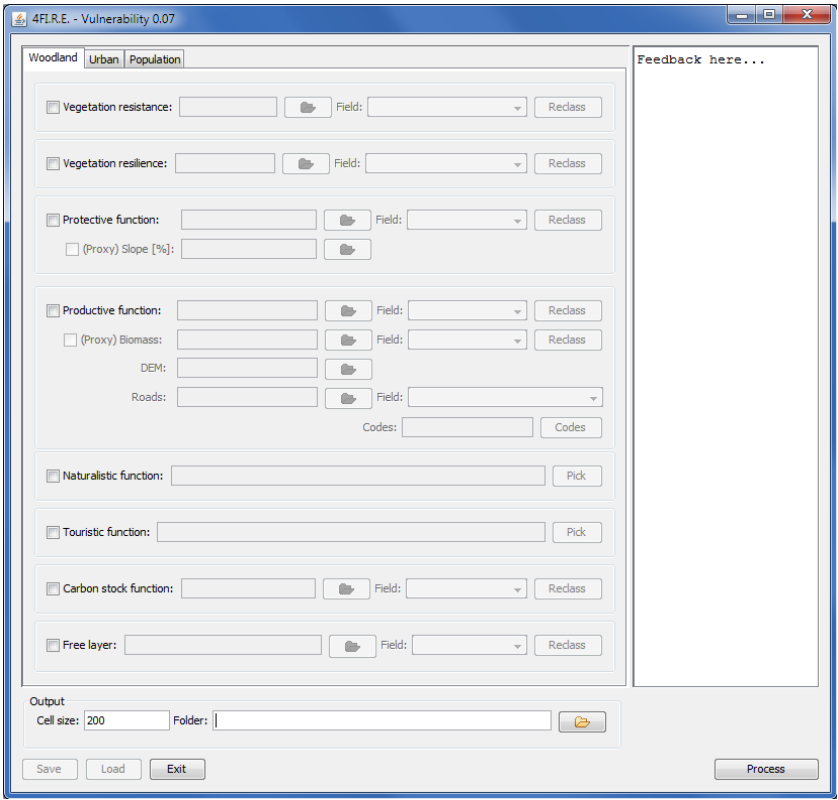 4FI.R.E. - Vulnerability 0.07
Woodland Urban Population
Feedback here...
Vegetation resistance: Field: Reclass
Vegetation resilience: Field: Reclass
Protective function: Field: Reclass
(Proxy) Slope [%]:
Productive function: Field: Reclass
(Proxy) Biomass: Field: Reclass
DEM:
Roads: Field:
Codes: Codes
Naturalistic function: Pick
Touristic function: Pick
Carbon stock function: Field: Reclass
Free layer: Field: Reclass
Output
Cell size: 200 Folder:
Save Load Exit Process